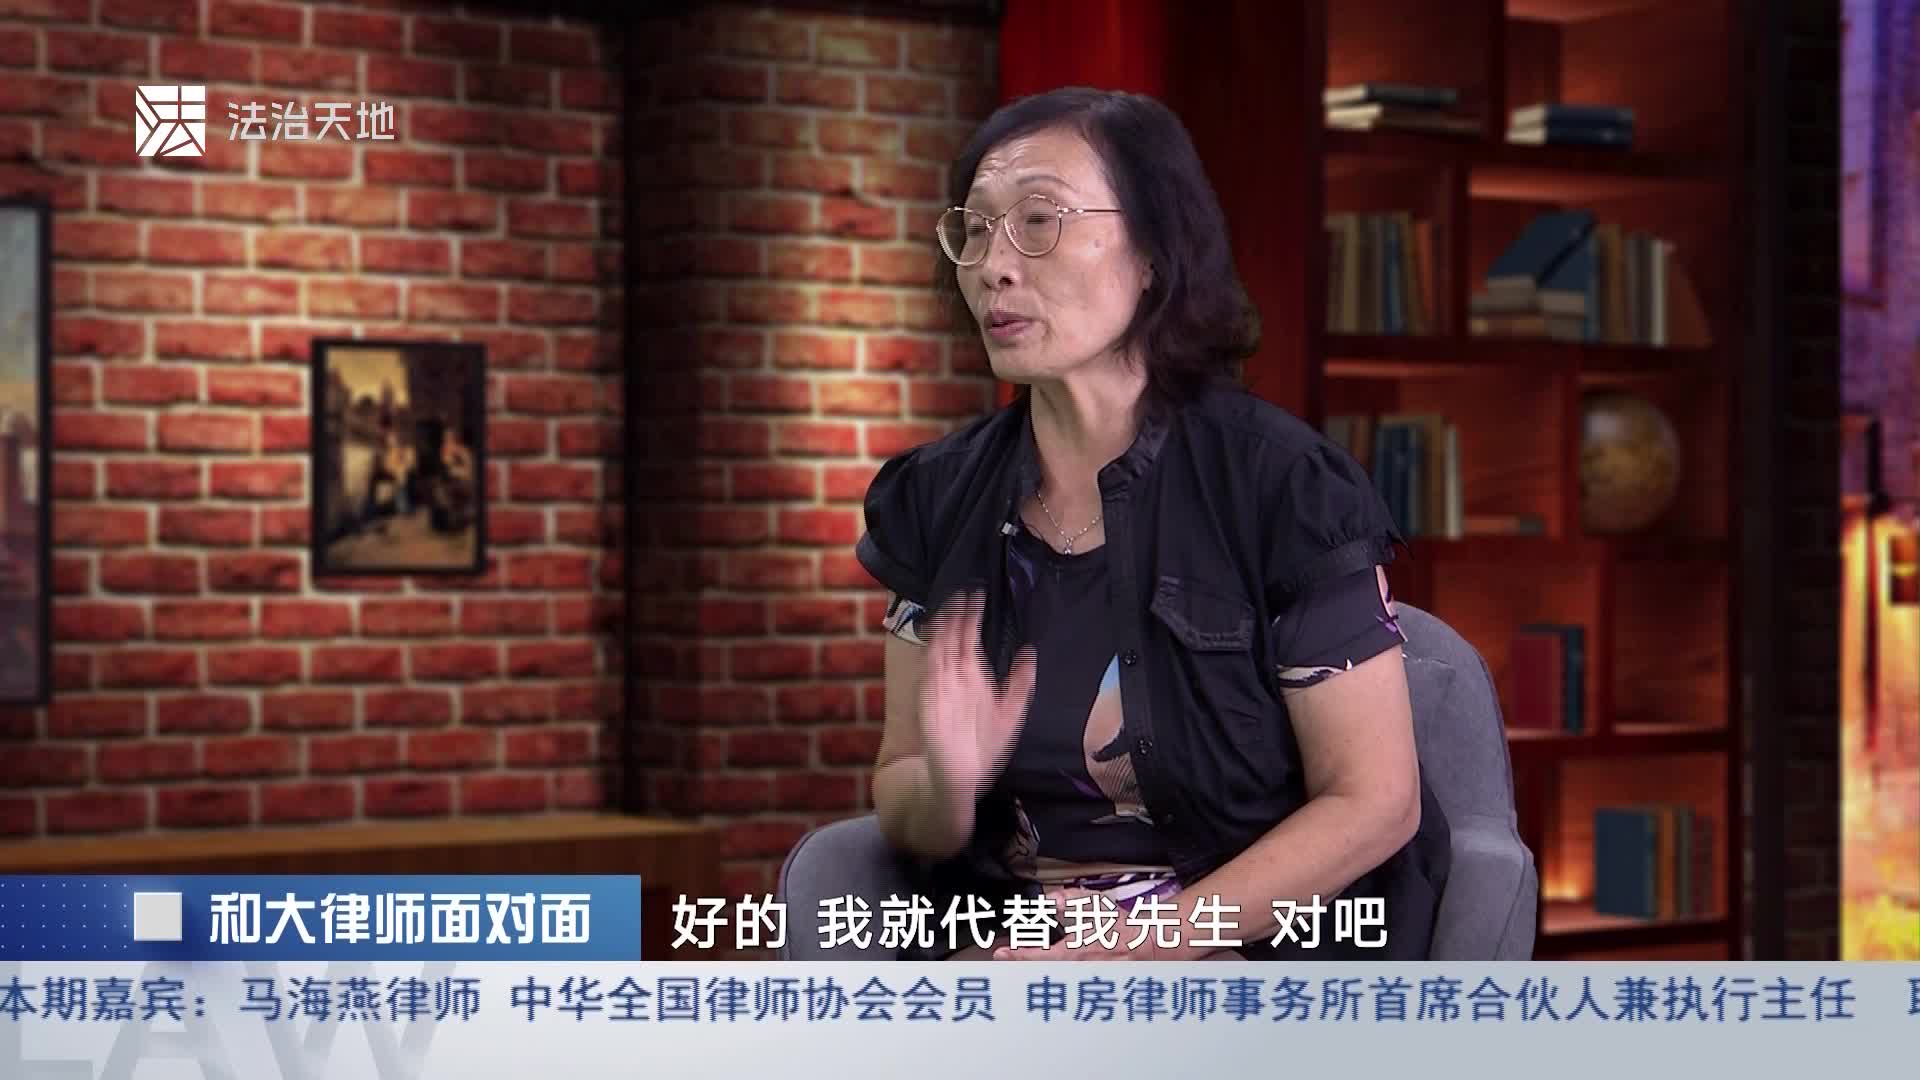 法 法治天地
和大律师面对面
好的 我就代替我先生 对吧
本期嘉宾：马海燕律师 中华全国律师协会会员 申房律师事务所首席合伙人兼执行主任
LAW